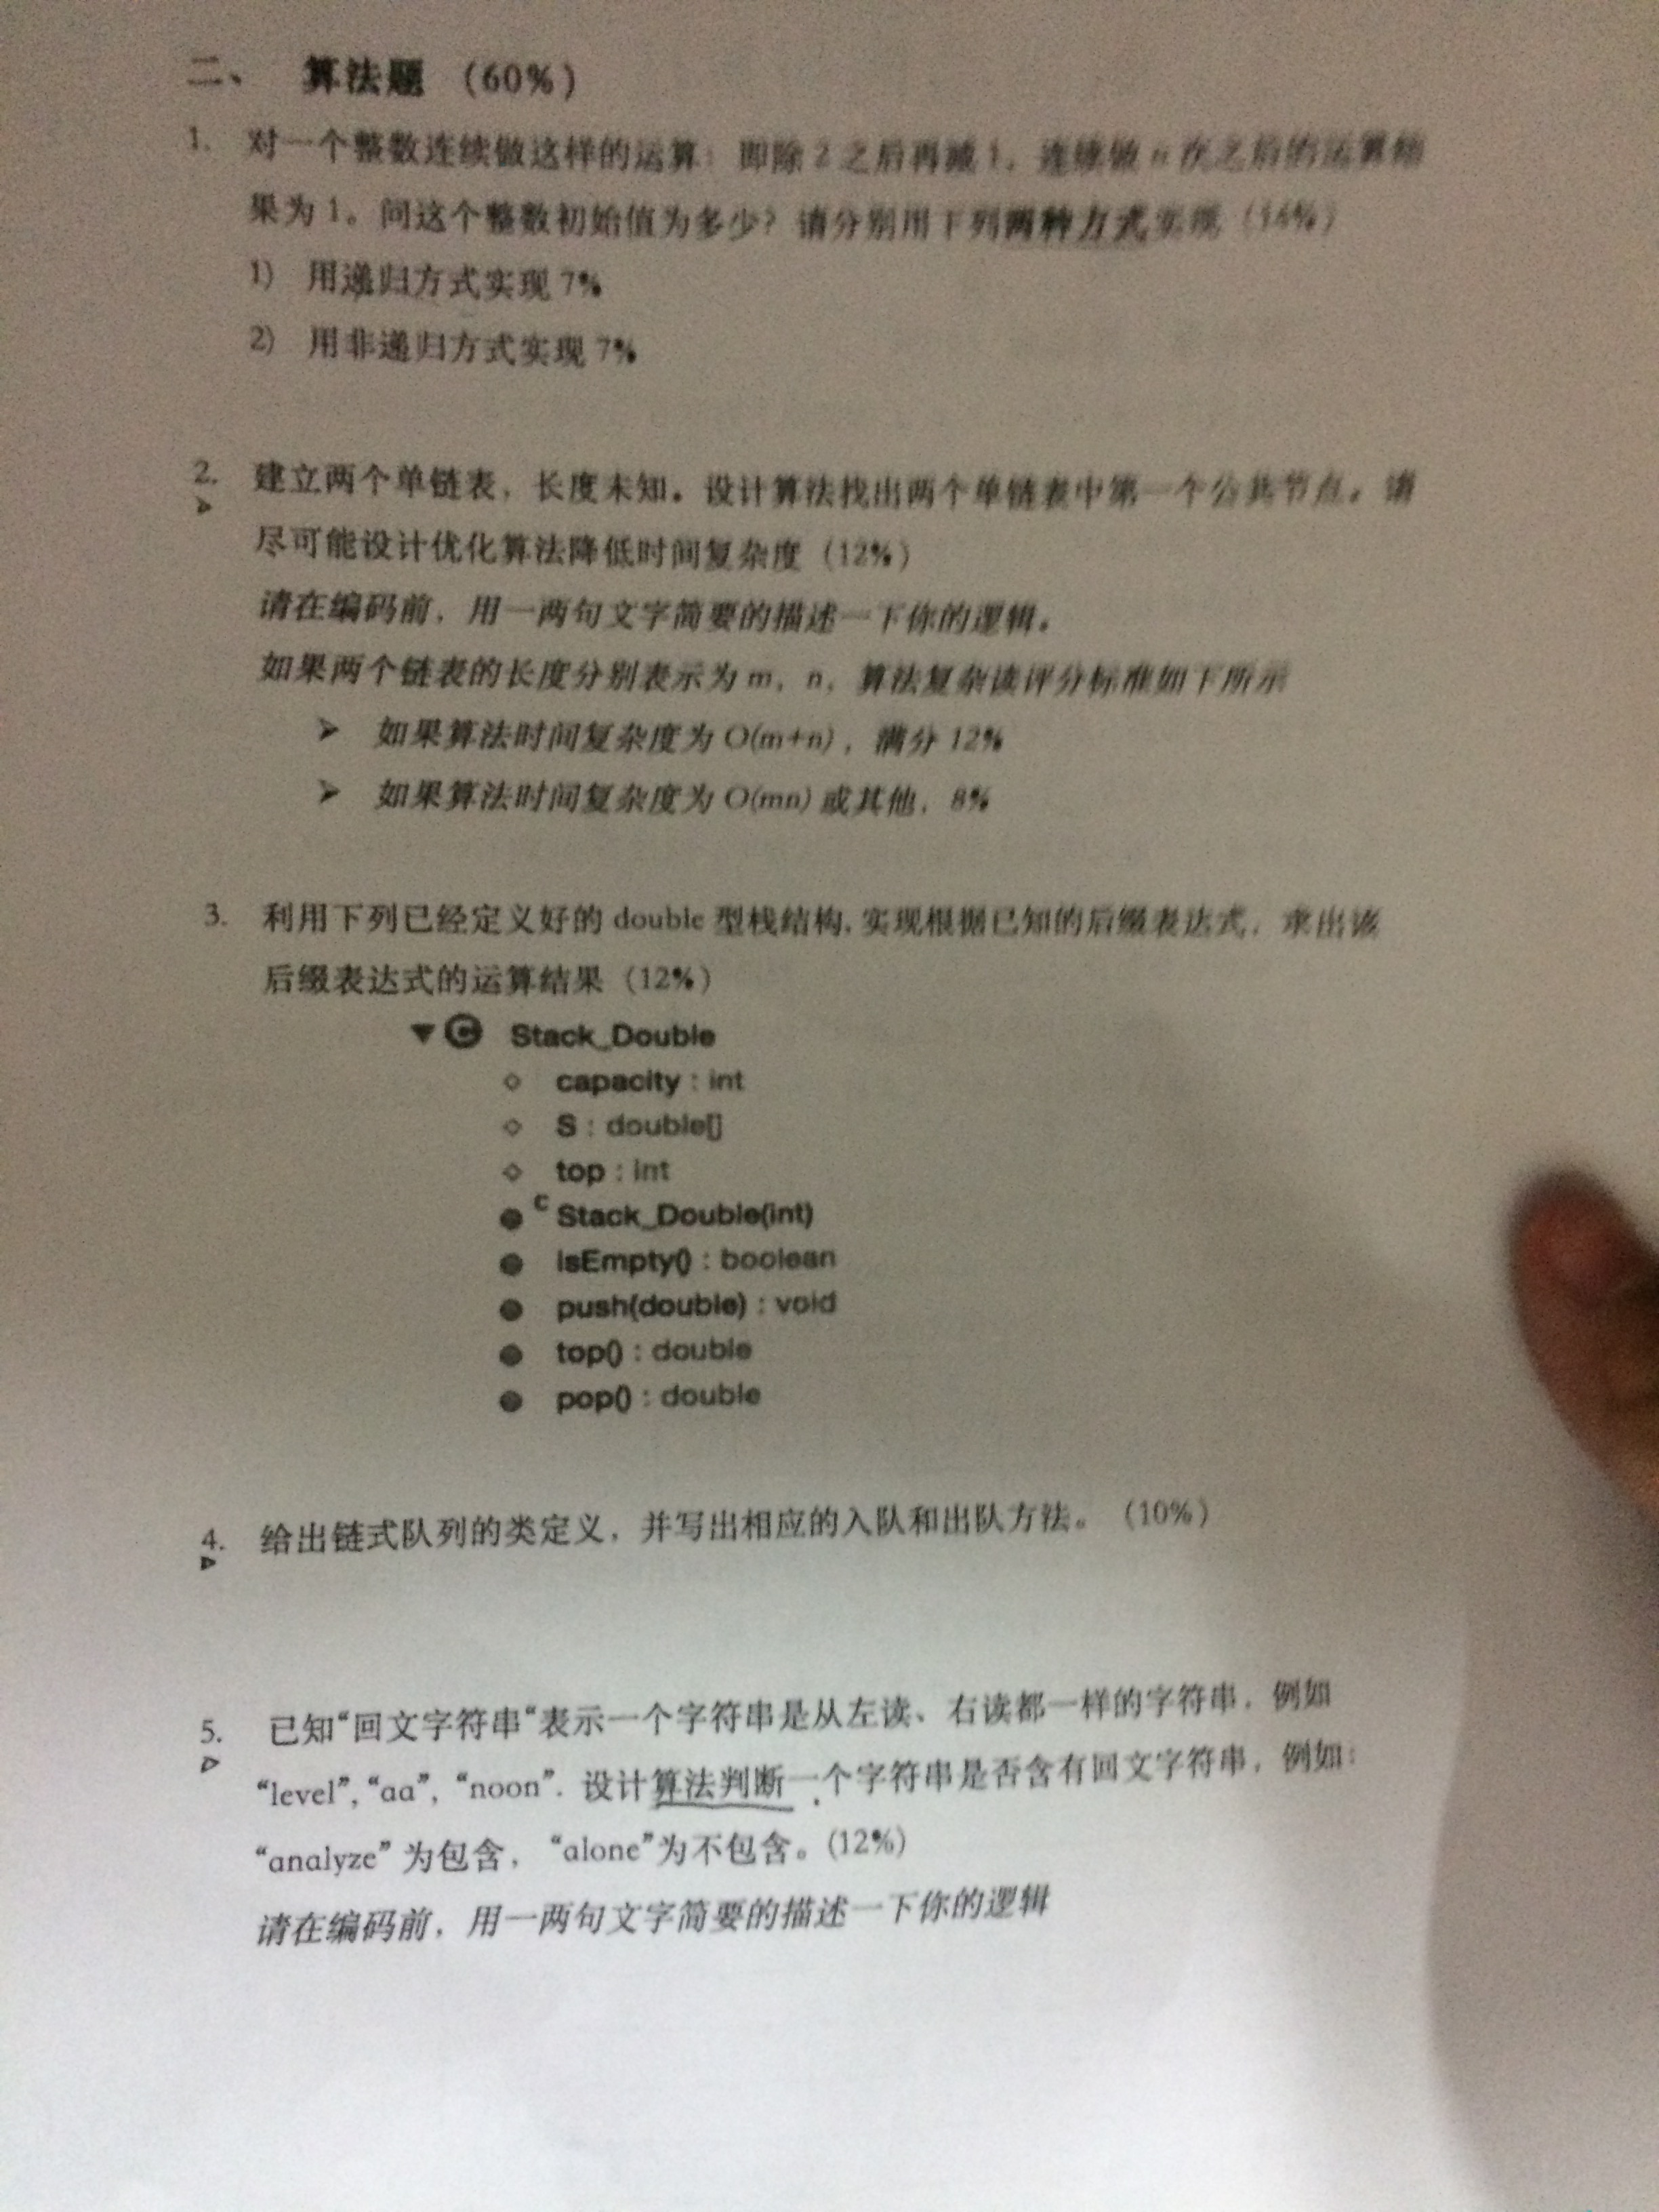 二、 算法题 (60%)
1. 对一个整数连续做这样的运算：即除2之后再减1，连续做n次之后的运算结
果为1。问这个整数初始值为多少？请分别用下列两种方式实现（14%）
1) 用递归方式实现7%
2) 用非递归方式实现7%
2. 建立两个单链表，长度未知。设计算法找出两个单链表中第一个公共节点。请
尽可能设计优化算法降低时间复杂度（12%）
请在编码前，用一两句文字简要的描述一下你的逻辑。
如果两个链表的长度分别表示为m，n，算法复杂读评分标准如下所示
➢ 如果算法时间复杂度为O(m+n)，满分12%
➢ 如果算法时间复杂度为O(mn)或其他，8%
3. 利用下列已经定义好的double型栈结构,实现根据已知的后缀表达式，求出该
后缀表达式的运算结果（12%）
C Stack_Double
capacity : int
S : double[]
top : int
C Stack_Double(int)
isEmpty() : boolean
push(double) : void
top() : double
pop() : double
4. 给出链式队列的类定义，并写出相应的入队和出队方法。（10%）
5. 已知“回文字符串“表示一个字符串是从左读、右读都一样的字符串，例如
“level”,“aa”, “noon”. 设计算法判断一个字符串是否含有回文字符串，例如：
“analyze” 为包含， “alone”为不包含。(12%)
请在编码前，用一两句文字简要的描述一下你的逻辑